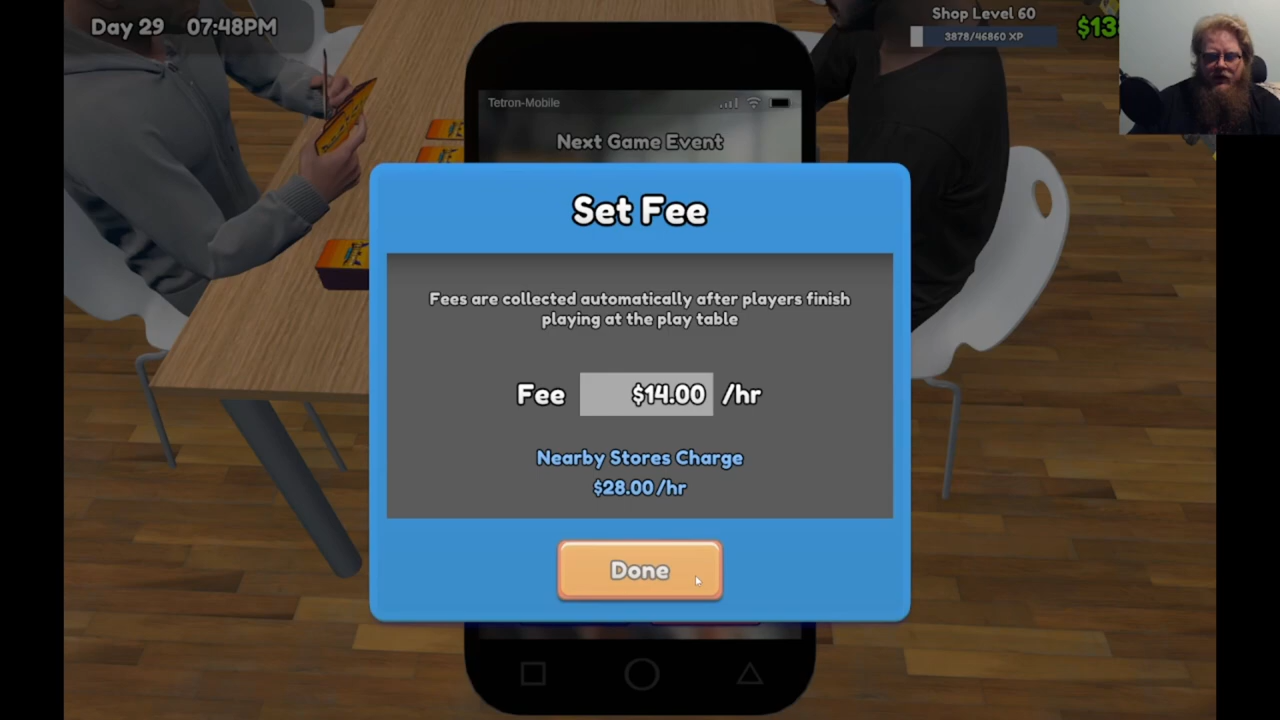 Day 29 07:48PM
Shop Level 60
3878/46860 XP
Tetron-Mobile
Next Game Event
Set Fee
Fees are collected automatically after players finish
playing at the play table
Fee $14.00 /hr
Nearby Stores Charge
$28.00/hr
Done